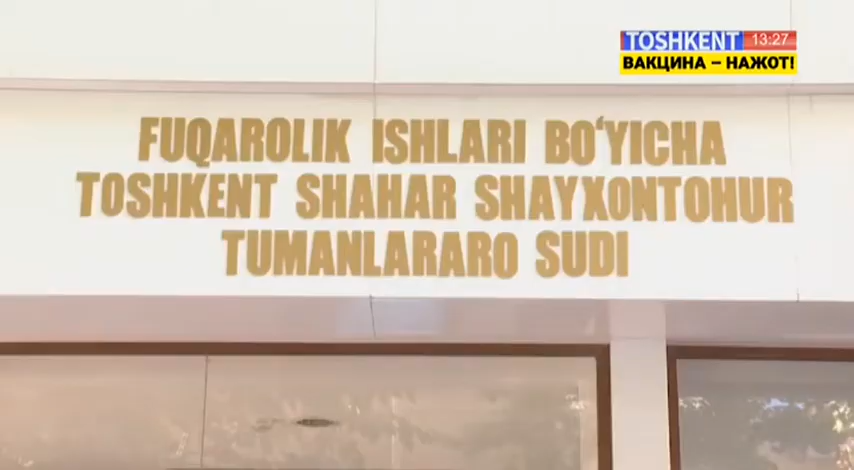 TOSHKENT 13:27
ВАКЦИНА – НАЖОТ!
FUQAROLIK ISHLARI BO‘YICHA
TOSHKENT SHAHAR SHAYXONTOHUR
TUMANLARARO SUDI